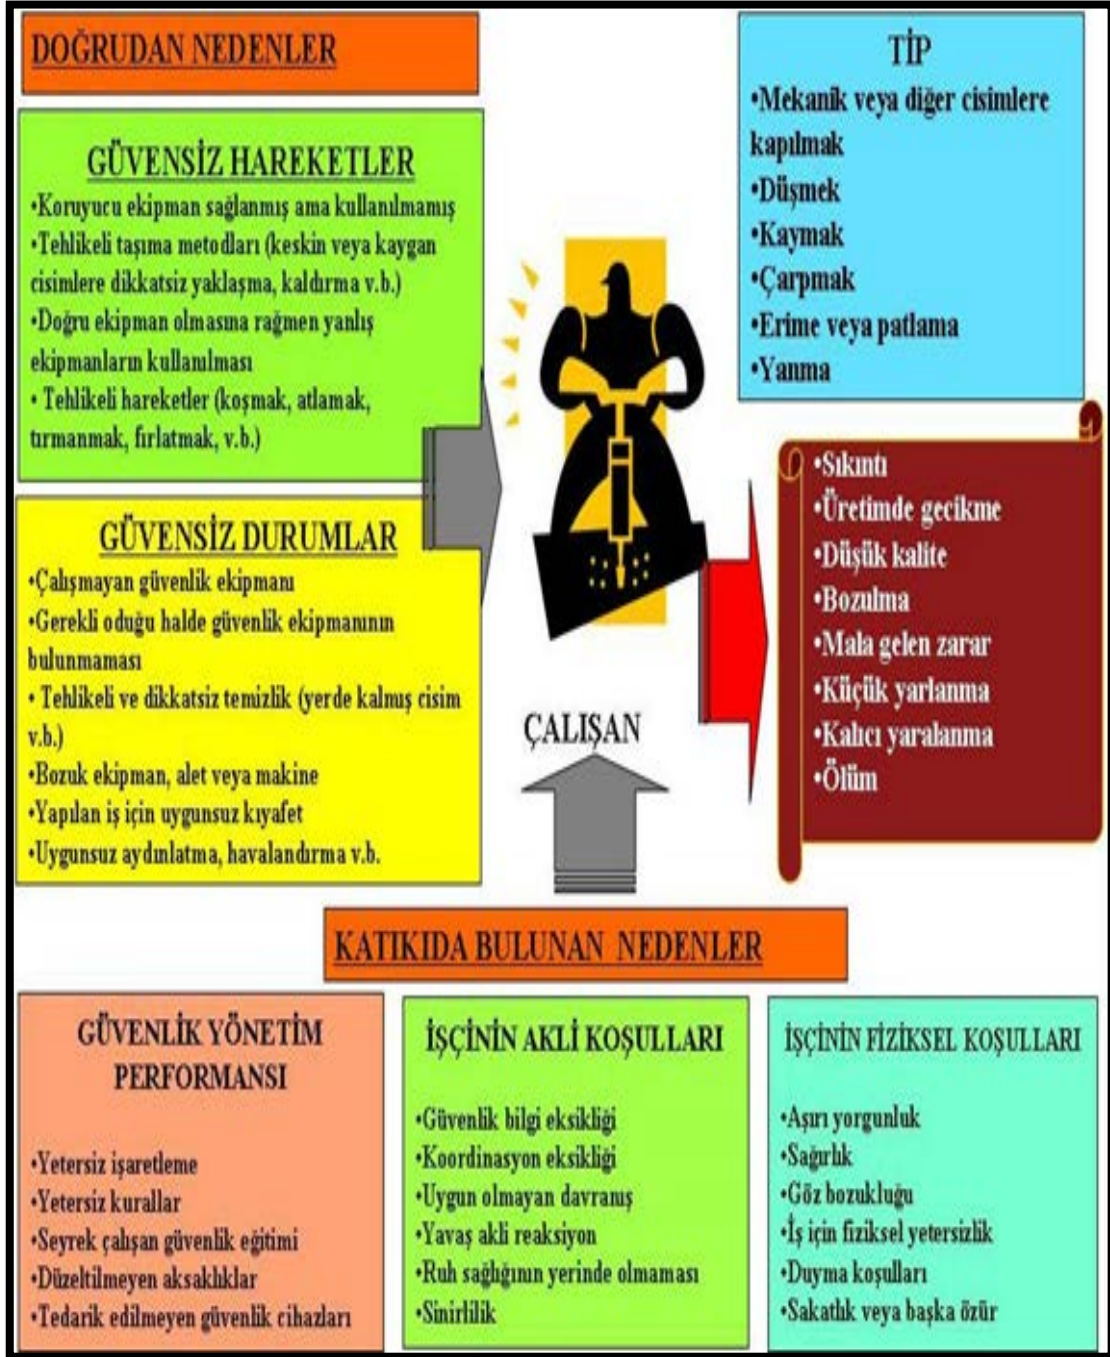 DOĞRUDAN NEDENLER
GÜVENSİZ HAREKETLER
•Koruyucu ekipman sağlanmış ama kullanılmamış
•Tehlikeli taşıma metodları (keskin veya kaygan
cisimlere dikkatsiz yaklaşma, kaldırma v.b.)
•Doğru ekipman olmasına rağmen yanlış
ekipmanların kullanılması
• Tehlikeli hareketler (koşmak, atlamak,
tırmanmak, fırlatmak, v.b.)
GÜVENSİZ DURUMLAR
•Çalışmayan güvenlik ekipmanı
•Gerekli oduğu halde güvenlik ekipmanının
bulunmaması
• Tehlikeli ve dikkatsiz temizlik (yerde kalmış cisim
v.b.)
•Bozuk ekipman, alet veya makine
•Yapılan iş için uygunsuz kıyafet
•Uygunsuz aydınlatma, havalandırma v.b.
TİP
•Mekanik veya diğer cisimlere
kapılmak
•Düşmek
•Kaymak
•Çarpmak
•Erime veya patlama
•Yanma
•Sıkıntı
•Üretimde gecikme
•Düşük kalite
•Bozulma
•Mala gelen zarar
•Küçük yarlanma
•Kalıcı yaralanma
•Ölüm
ÇALIŞAN
KATIKIDA BULUNAN NEDENLER
GÜVENLİK YÖNETİM
PERFORMANSI
•Yetersiz işaretleme
•Yetersiz kurallar
•Seyrek çalışan güvenlik eğitimi
•Düzeltilmeyen aksaklıklar
•Tedarik edilmeyen güvenlik cihazları
İŞÇİNİN AKLİ KOŞULLARI
•Güvenlik bilgi eksikliği
•Koordinasyon eksikliği
•Uygun olmayan davranış
•Yavaş akli reaksiyon
•Ruh sağlığının yerinde olmaması
•Sinirlilik
İŞÇİNİN FİZİKSEL KOŞULLARI
•Aşırı yorgunluk
•Sağırlık
•Göz bozukluğu
•İş için fiziksel yetersizlik
•Duyma koşulları
•Sakatlık veya başka özür